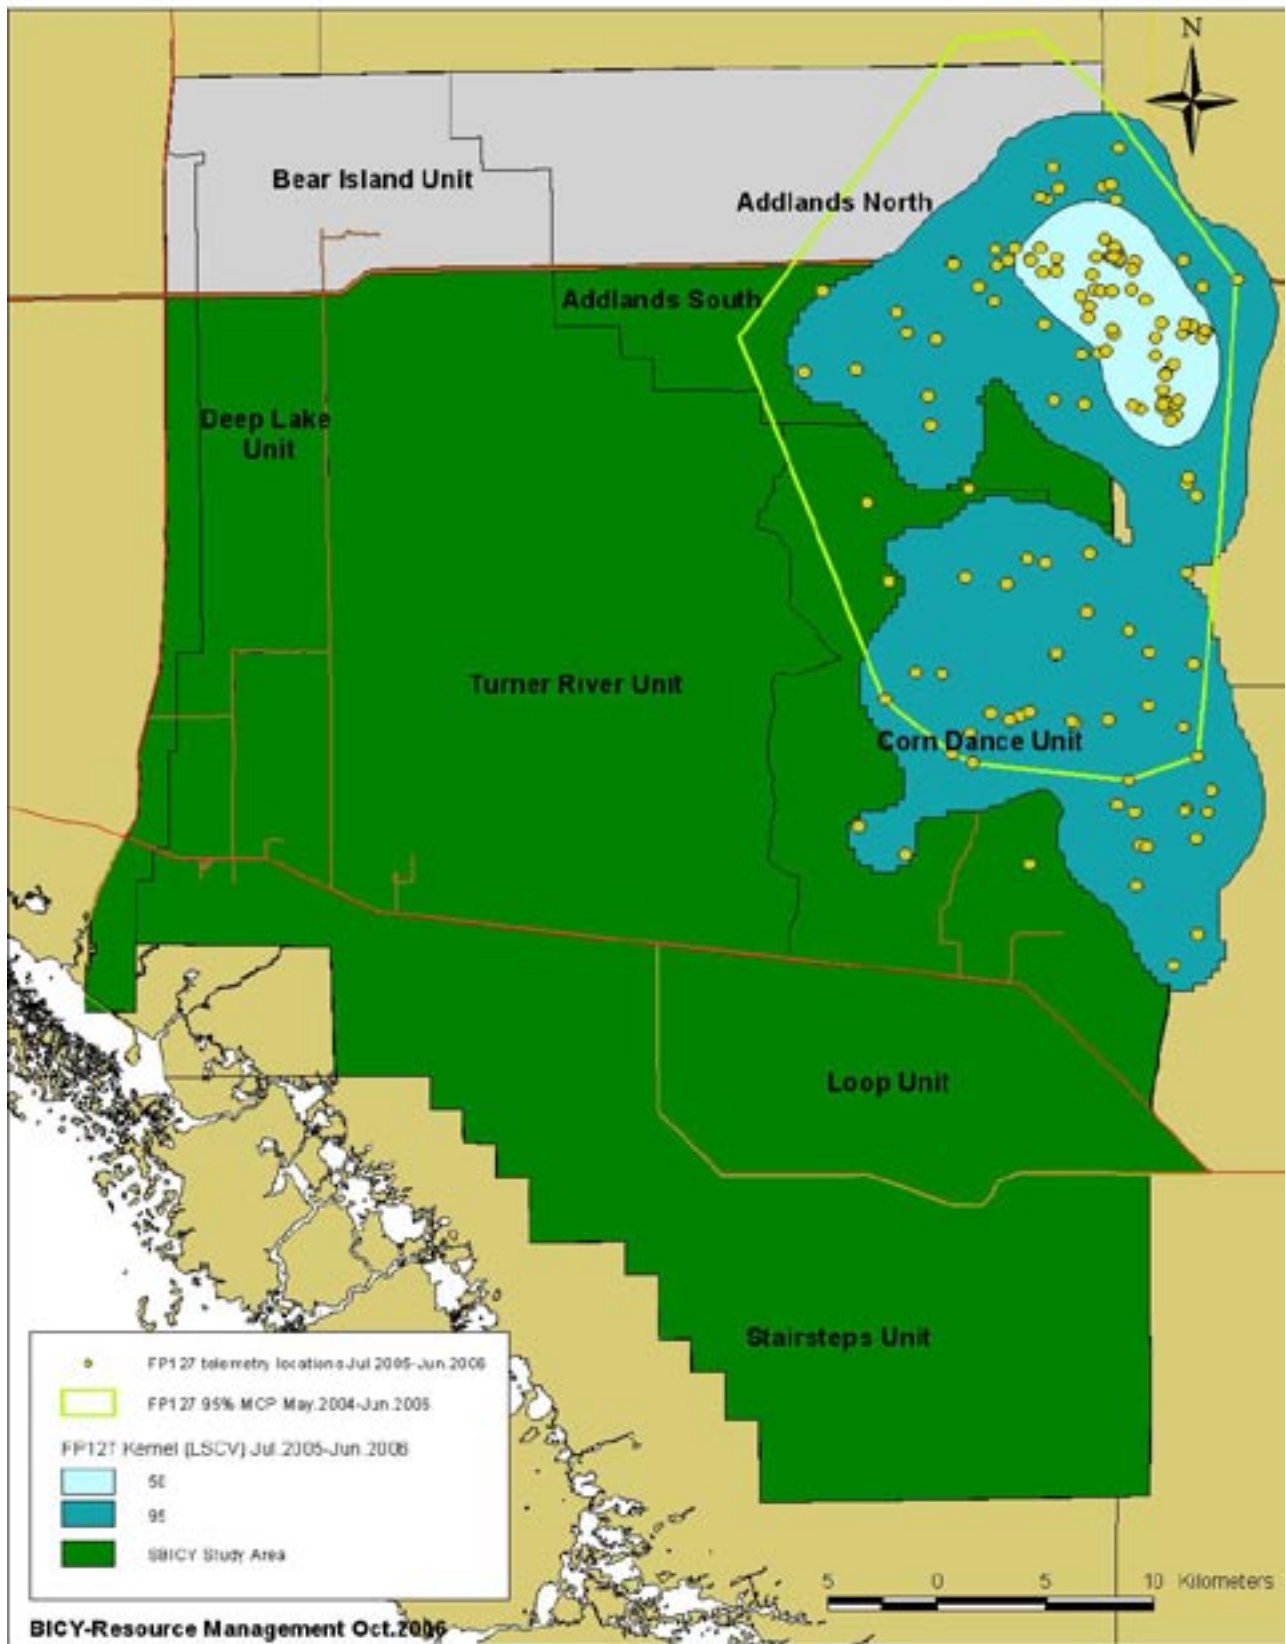 N
Bear Island Unit
Addlands North
Addlands South
Deep Lake
Unit
Turner River Unit
Corn Dance Unit
Loop Unit
Stairsteps Unit
FP127 telemetry locations Jul.2005-Jun.2006
FP127 95% MCP May.2004-Jun.2005
FP127 Kernel (LSCV) Jul.2005-Jun.2006
50
95
SBICY Study Area
5 0 5 10 Kilometers
BICY-Resource Management Oct.2006